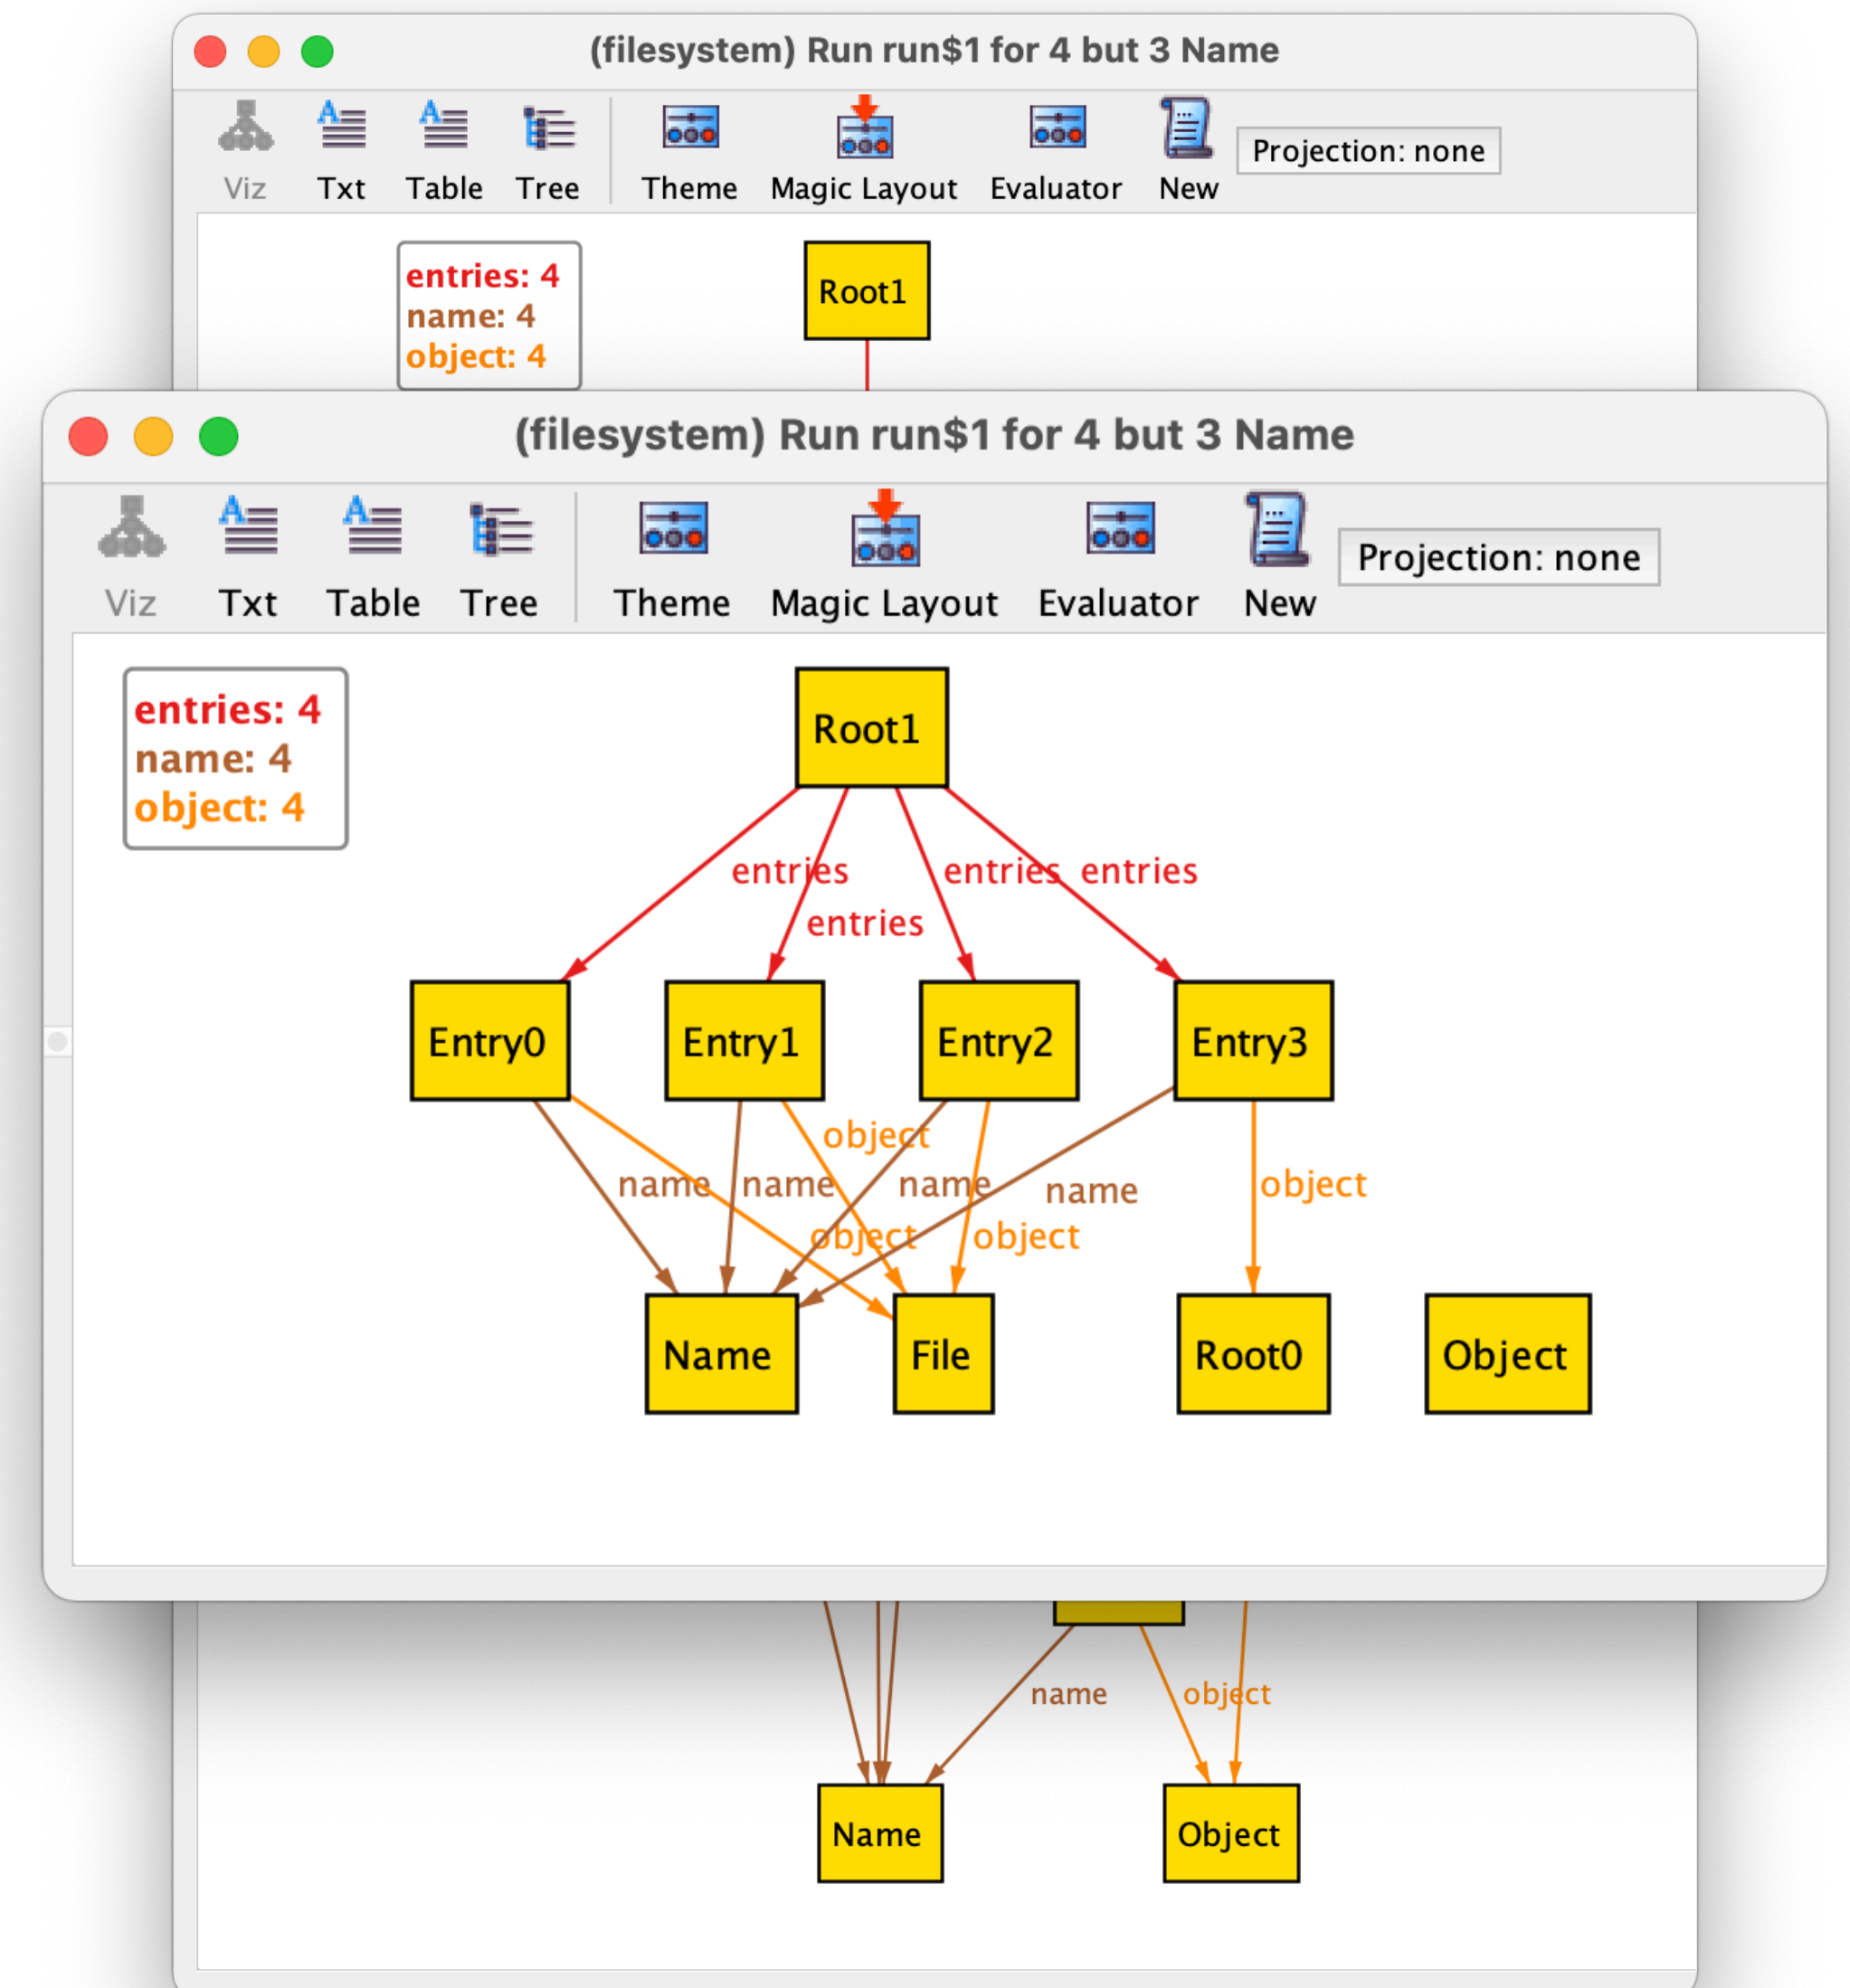 (filesystem) Run run$1 for 4 but 3 Name
Viz Txt Table Tree Theme Magic Layout Evaluator New Projection: none
entries: 4
name: 4
object: 4
Root1
(filesystem) Run run$1 for 4 but 3 Name
Viz Txt Table Tree Theme Magic Layout Evaluator New Projection: none
entries: 4
name: 4
object: 4
Root1
entries entries entries
entries
Entry0 Entry1 Entry2 Entry3
object
name name name name object
object object
Name File Root0 Object
name object
Name Object